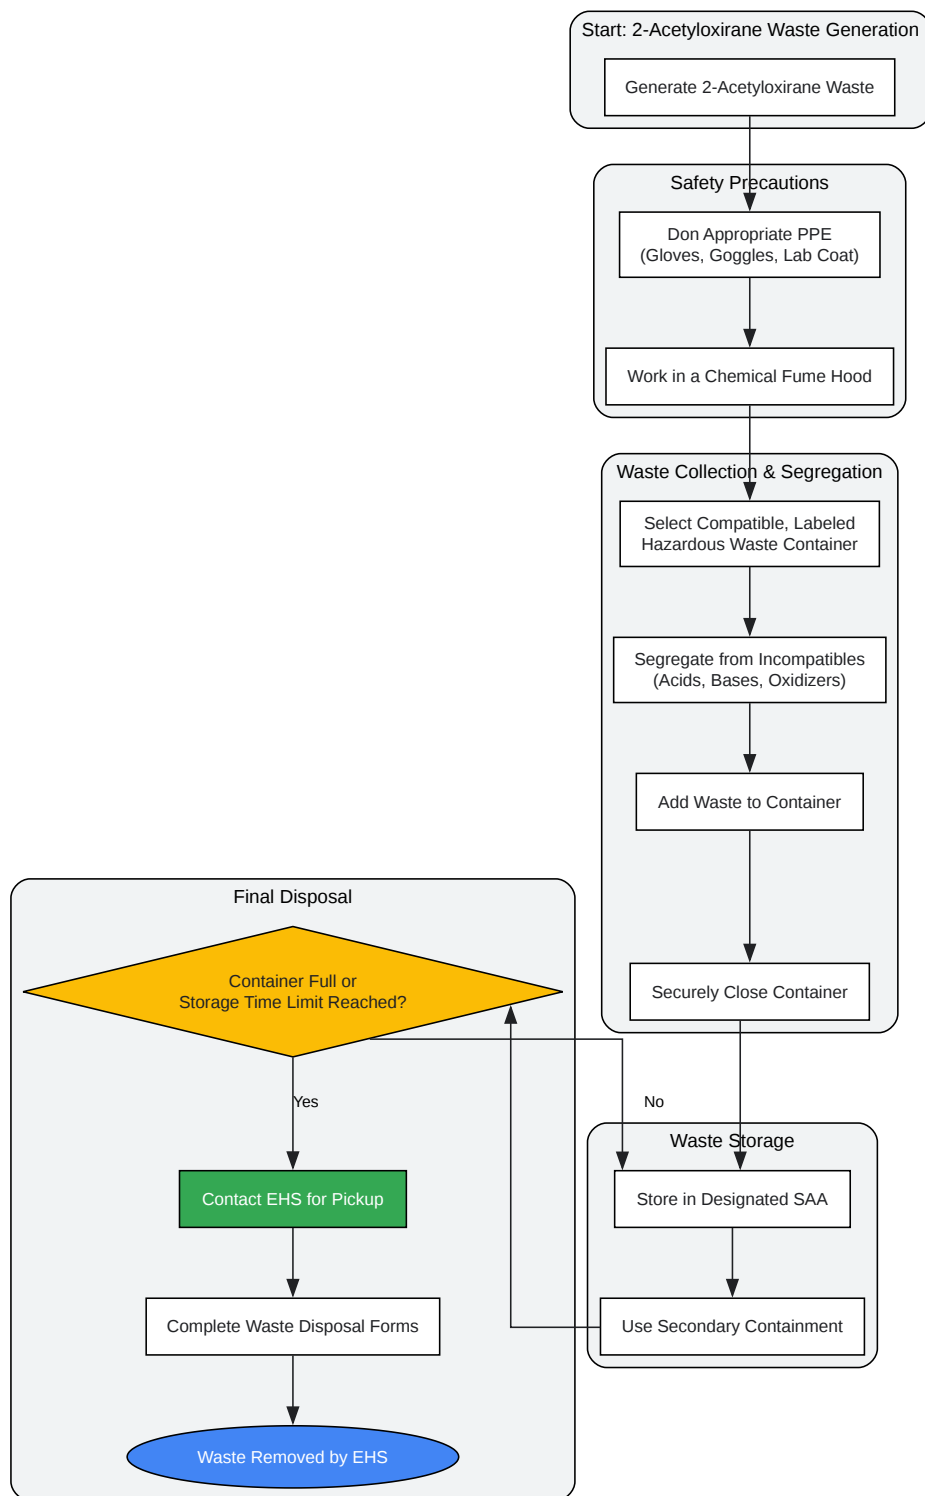 Start: 2-Acetyloxirane Waste Generation
Generate 2-Acetyloxirane Waste
Safety Precautions
Don Appropriate PPE
(Gloves, Goggles, Lab Coat)
Work in a Chemical Fume Hood
Waste Collection & Segregation
Select Compatible, Labeled
Hazardous Waste Container
Segregate from Incompatibles
(Acids, Bases, Oxidizers)
Add Waste to Container
Securely Close Container
Final Disposal
Container Full or
Storage Time Limit Reached?
Yes
No
Waste Storage
Store in Designated SAA
Use Secondary Containment
Contact EHS for Pickup
Complete Waste Disposal Forms
Waste Removed by EHS